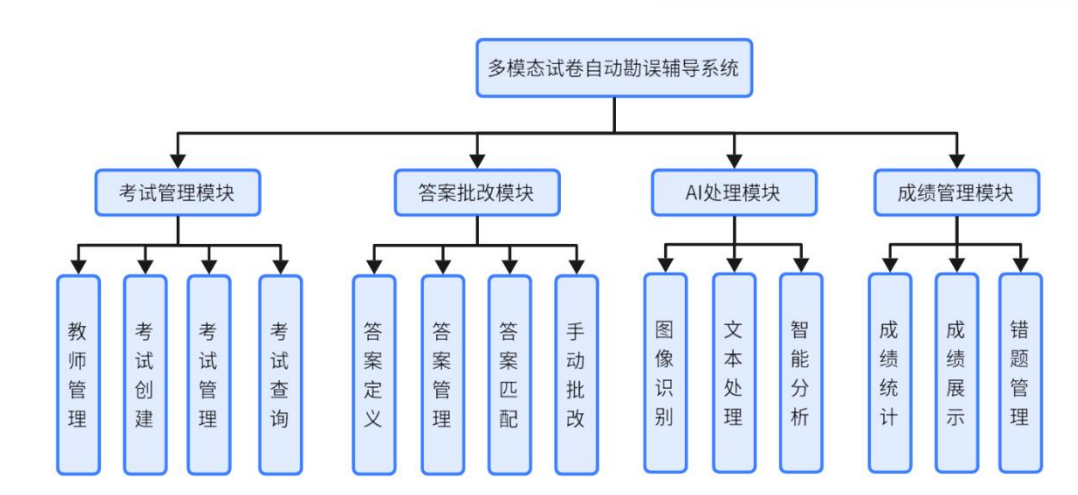 多模态试卷自动勘误辅导系统
考试管理模块
答案批改模块
AI处理模块
成绩管理模块
教师管理
考试创建
考试管理
考试查询
答案定义
答案管理
答案匹配
手动批改
图像识别
文本处理
智能分析
成绩统计
成绩展示
错题管理